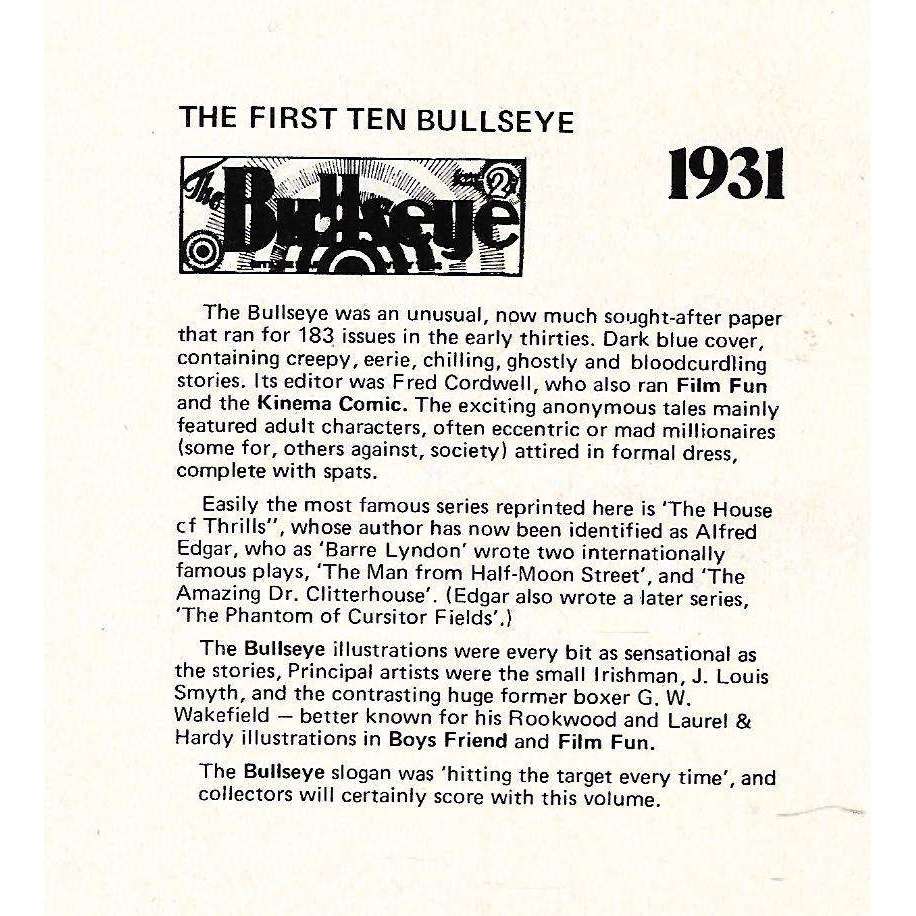 THE FIRST TEN BULLSEYE
1931
The Bullseye
2D
The Bullseye was an unusual, now much sought-after paper
that ran for 183 issues in the early thirties. Dark blue cover,
containing creepy, eerie, chilling, ghostly and bloodcurdling
stories. Its editor was Fred Cordwell, who also ran Film Fun
and the Kinema Comic. The exciting anonymous tales mainly
featured adult characters, often eccentric or mad millionaires
(some for, others against, society) attired in formal dress,
complete with spats.
Easily the most famous series reprinted here is 'The House
cf Thrills'', whose author has now been identified as Alfred
Edgar, who as 'Barre Lyndon' wrote two internationally
famous plays, 'The Man from Half-Moon Street', and 'The
Amazing Dr. Clitterhouse'. (Edgar also wrote a later series,
'The Phantom of Cursitor Fields'.)
The Bullseye illustrations were every bit as sensational as
the stories, Principal artists were the small Irishman, J. Louis
Smyth, and the contrasting huge former boxer G. W.
Wakefield — better known for his Rookwood and Laurel &
Hardy illustrations in Boys Friend and Film Fun.
The Bullseye slogan was 'hitting the target every time', and
collectors will certainly score with this volume.